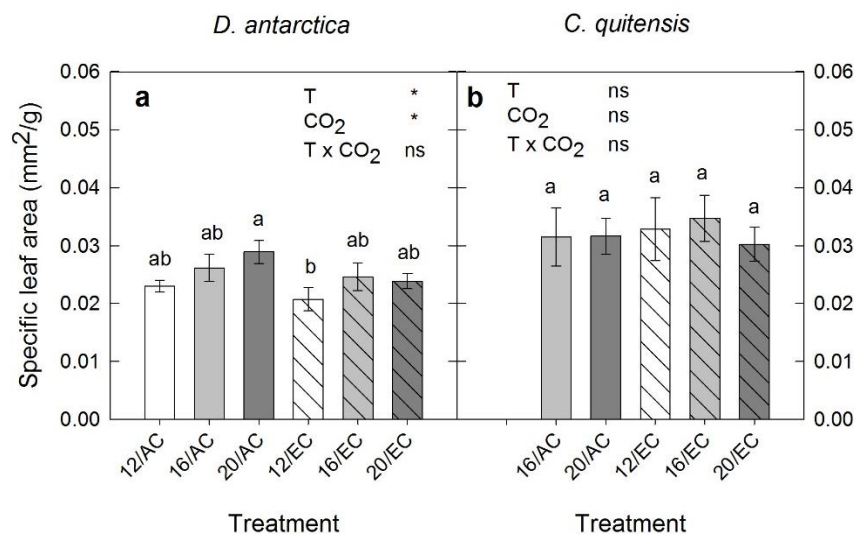 D. antarctica
C. quitensis
a
T *
CO2 *
T x CO2 ns
b
T ns
CO2 ns
T x CO2 ns
Specific leaf area (mm²/g)
0.06
0.05
0.04
0.03
0.02
0.01
0.00
ab
ab
a
b
ab
ab
a
a
a
a
a
0.06
0.05
0.04
0.03
0.02
0.01
0.00
12/AC
16/AC
20/AC
12/EC
16/EC
20/EC
16/AC
20/AC
12/EC
16/EC
20/EC
Treatment
Treatment